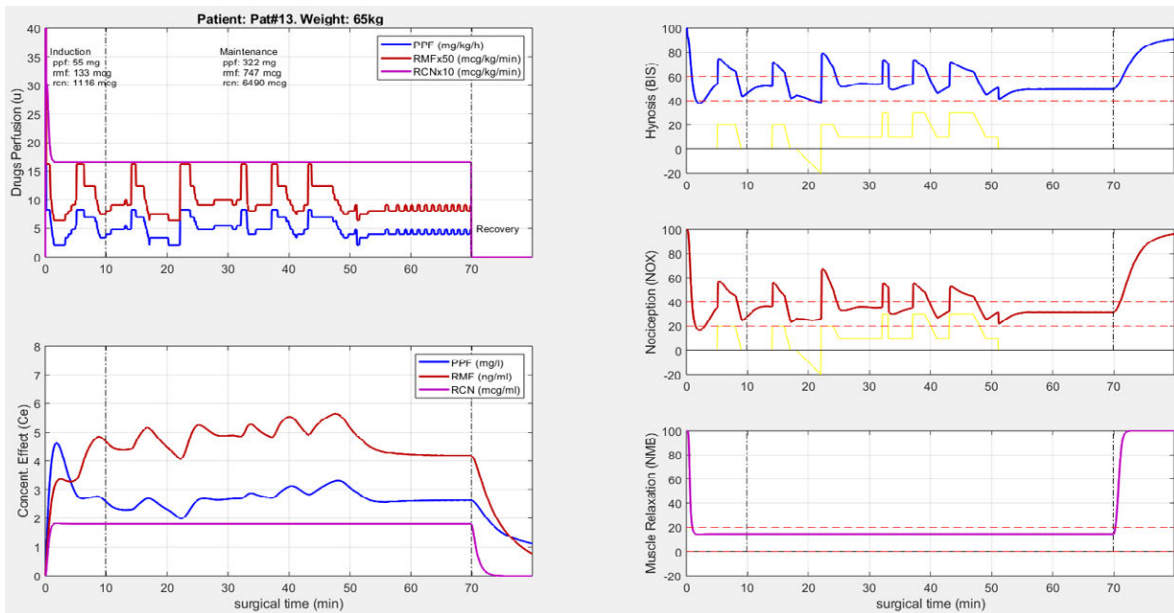 Patient: Pat#13. Weight: 65kg
40
35
30
25
20
15
10
5
0
Drugs Perfusion (u)
Induction
ppf: 55 mg
rmf: 133 mcg
rcn: 1116 mcg
Maintenance
ppf: 322 mg
rmf: 747 mcg
rcn: 6490 mcg
PPF (mg/kg/h)
RMFx50 (mcg/kg/min)
RCNx10 (mcg/kg/min)
Recovery
0 10 20 30 40 50 60 70
8
7
6
5
4
3
2
1
0
Concent. Effect (Ce)
PPF (mg/l)
RMF (ng/ml)
RCN (mcg/ml)
0 10 20 30 40 50 60 70
surgical time (min)
100
80
60
40
20
0
-20
Hynosis (BIS)
0 10 20 30 40 50 60 70
100
80
60
40
20
0
-20
Nociception (NOX)
0 10 20 30 40 50 60 70
100
80
60
40
20
0
-20
Muscle Relaxation (NMB)
0 10 20 30 40 50 60 70
surgical time (min)